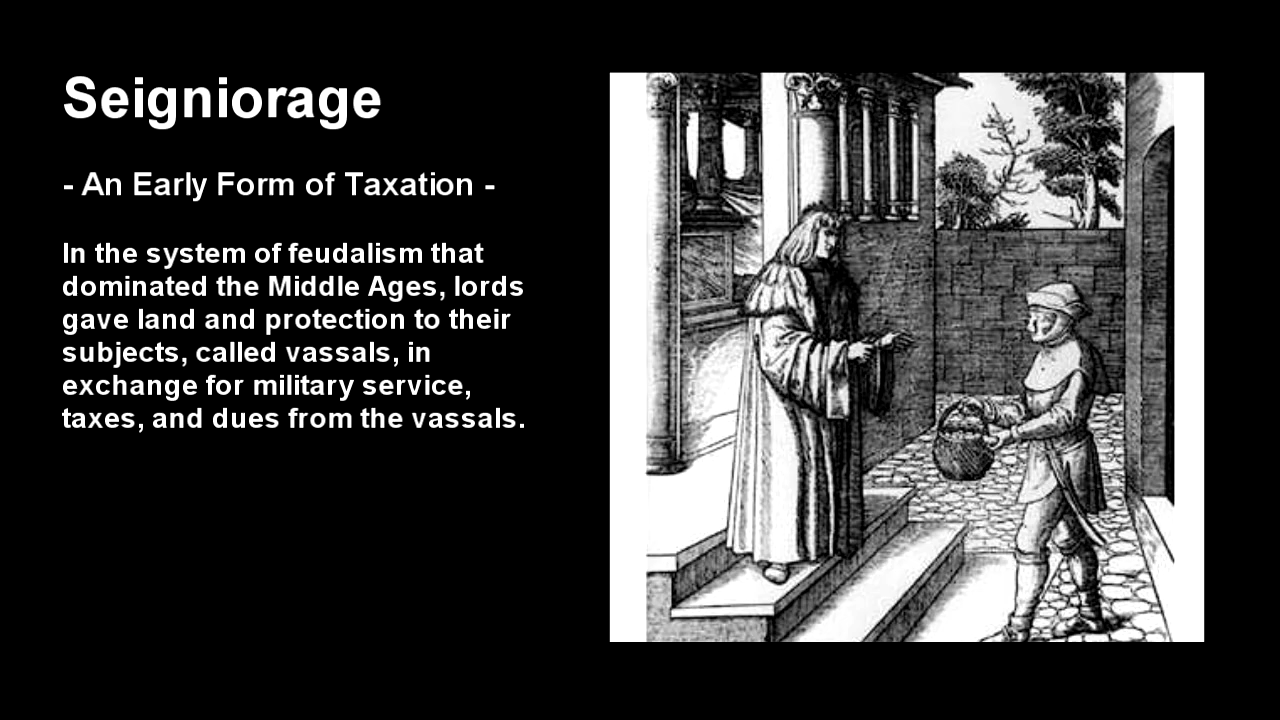 Seigniorage
- An Early Form of Taxation -
In the system of feudalism that
dominated the Middle Ages, lords
gave land and protection to their
subjects, called vassals, in
exchange for military service,
taxes, and dues from the vassals.